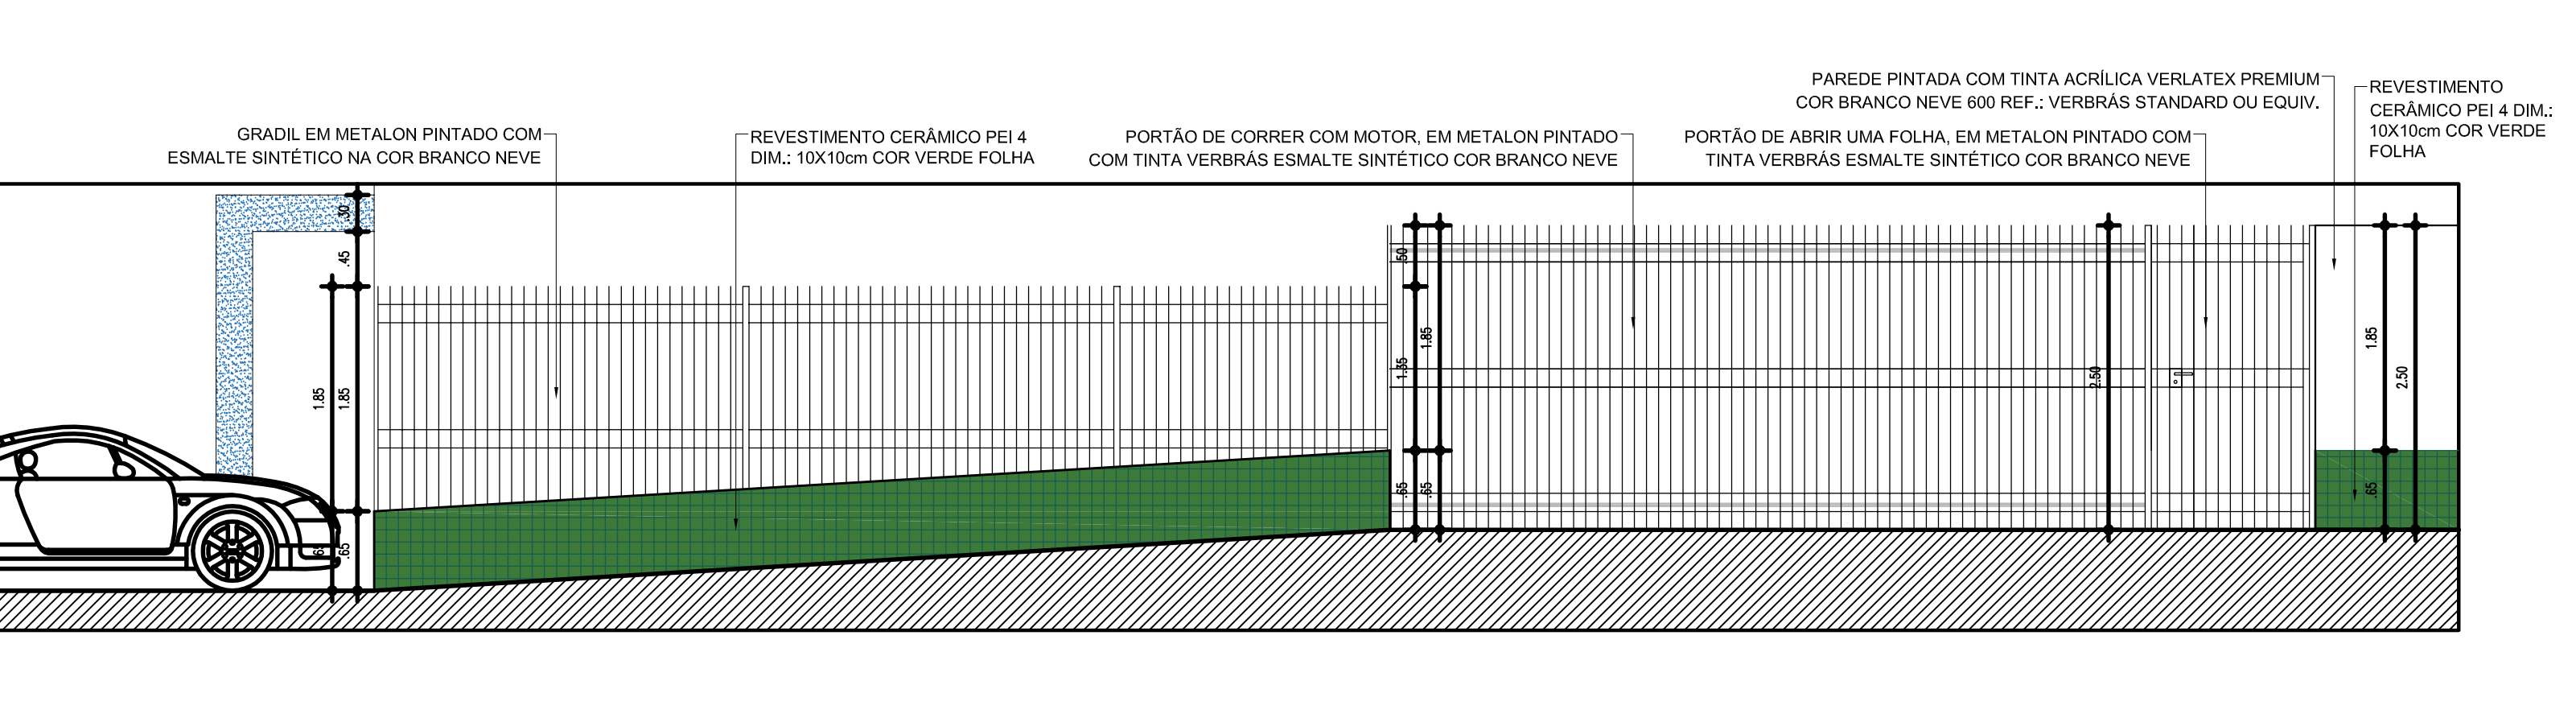 PAREDE PINTADA COM TINTA ACRÍLICA VERLATEX PREMIUM
COR BRANCO NEVE 600 REF.: VERBRÁS STANDARD OU EQUIV.
REVESTIMENTO
CERÂMICO PEI 4 DIM.:
10X10cm COR VERDE
FOLHA
GRADIL EM METALON PINTADO COM
ESMALTE SINTÉTICO NA COR BRANCO NEVE
REVESTIMENTO CERÂMICO PEI 4
DIM.: 10X10cm COR VERDE FOLHA
PORTÃO DE CORRER COM MOTOR, EM METALON PINTADO
COM TINTA VERBRÁS ESMALTE SINTÉTICO COR BRANCO NEVE
PORTÃO DE ABRIR UMA FOLHA, EM METALON PINTADO COM
TINTA VERBRÁS ESMALTE SINTÉTICO COR BRANCO NEVE
.30
.45
1.85
1.85
.65
.65
.50
1.35
1.85
.65
.65
2.50
1.85
2.50
.65